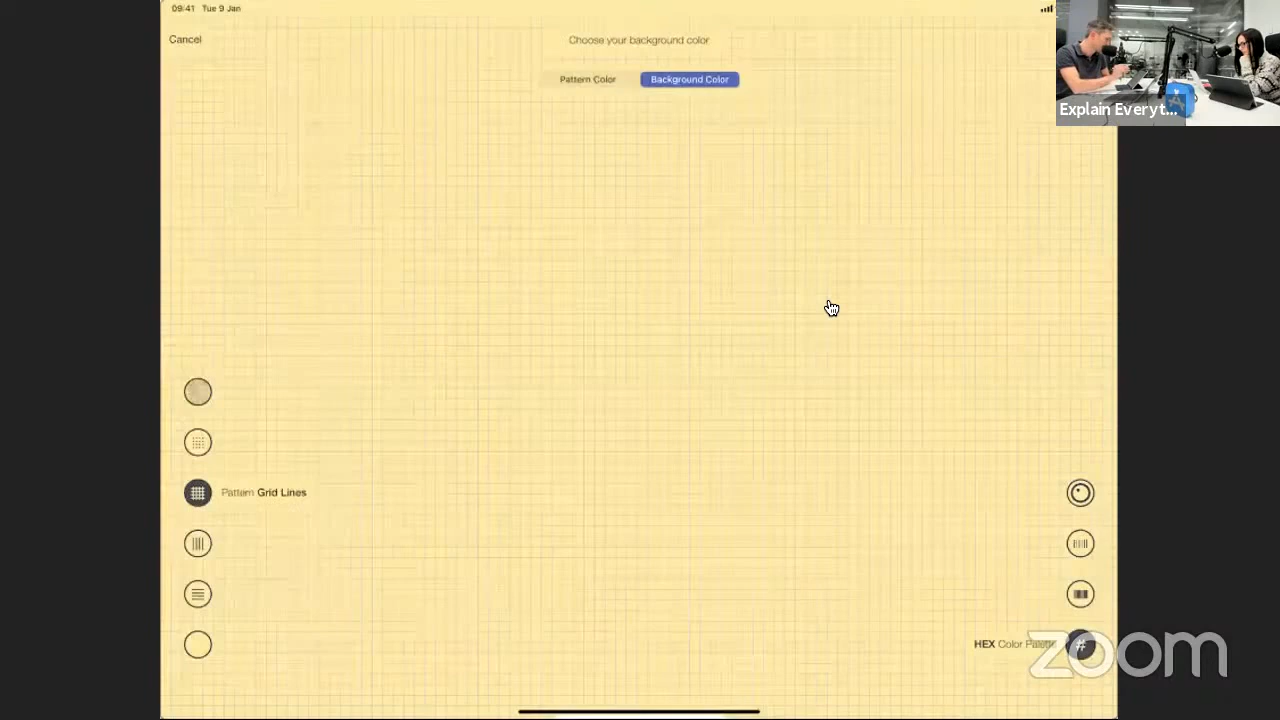 09:41 Tue 9 Jan
Cancel
Choose your background color
Pattern Color
Background Color
Explain Everyt...
Pattern Grid Lines
HEX Color Palette
#
zoom